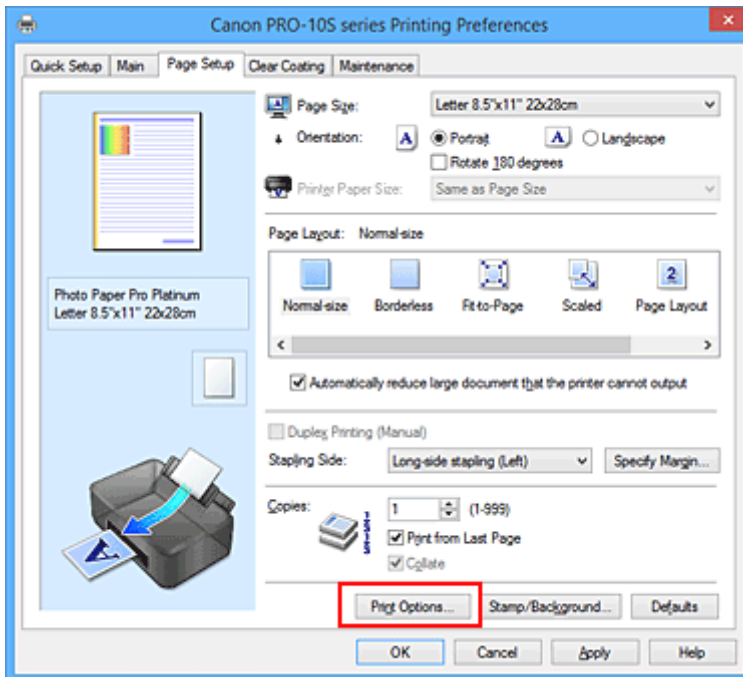 Canon PRO-10S series Printing Preferences
Quick Setup Main Page Setup Clear Coating Maintenance
Page Size: Letter 8.5"x11" 22x28cm
Orientation: A Portrait A Landscape
Rotate 180 degrees
Printer Paper Size: Same as Page Size
Page Layout: Normal-size
2
Normal-size Borderless Fit-to-Page Scaled Page Layout
Automatically reduce large document that the printer cannot output
Photo Paper Pro Platinum
Letter 8.5"x11" 22x28cm
Duplex Printing (Manual)
Stapling Side: Long-side stapling (Left) Specify Margin...
Copies: 1 (1-999)
Print from Last Page
Collate
A
Print Options... Stamp/Background... Defaults
OK Cancel Apply Help